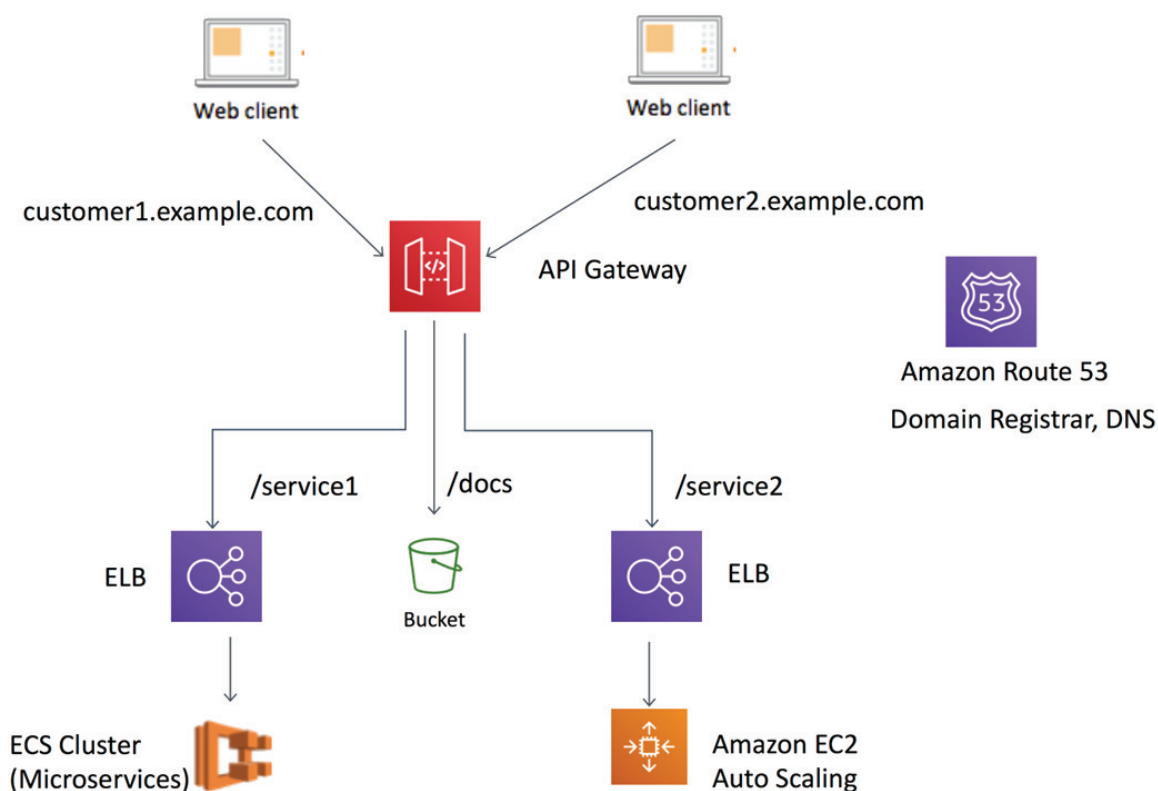 Web client
Web client
customer1.example.com
customer2.example.com
</>
API Gateway
53
Amazon Route 53
Domain Registrar, DNS
/service1
/docs
/service2
ELB
Bucket
ELB
ECS Cluster
(Microservices)
Amazon EC2
Auto Scaling